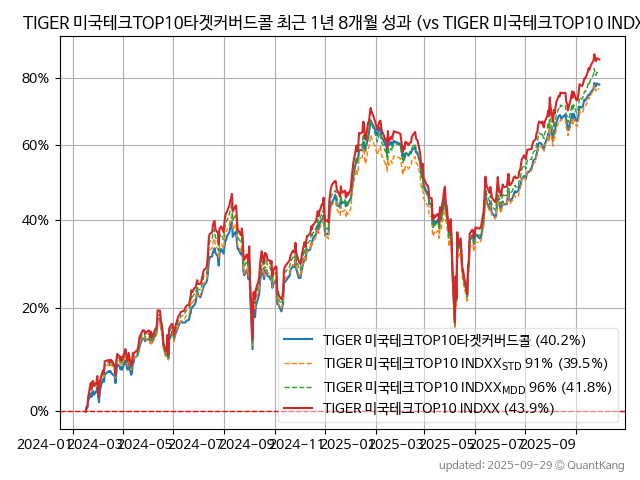 TIGER 미국테크TOP10타겟커버드콜 최근 1년 8개월 성과 (vs TIGER 미국테크TOP10 INDX
80%
60%
40%
20%
0%
TIGER 미국테크TOP10타겟커버드콜 (40.2%)
TIGER 미국테크TOP10 INDXX_STD 91% (39.5%)
TIGER 미국테크TOP10 INDXX_MDD 96% (41.8%)
TIGER 미국테크TOP10 INDXX (43.9%)
2024-01 2024-03 2024-05 2024-07 2024-09 2024-11 2025-01 2025-03 2025-05 2025-07 2025-09
updated: 2025-09-29 © QuantKang